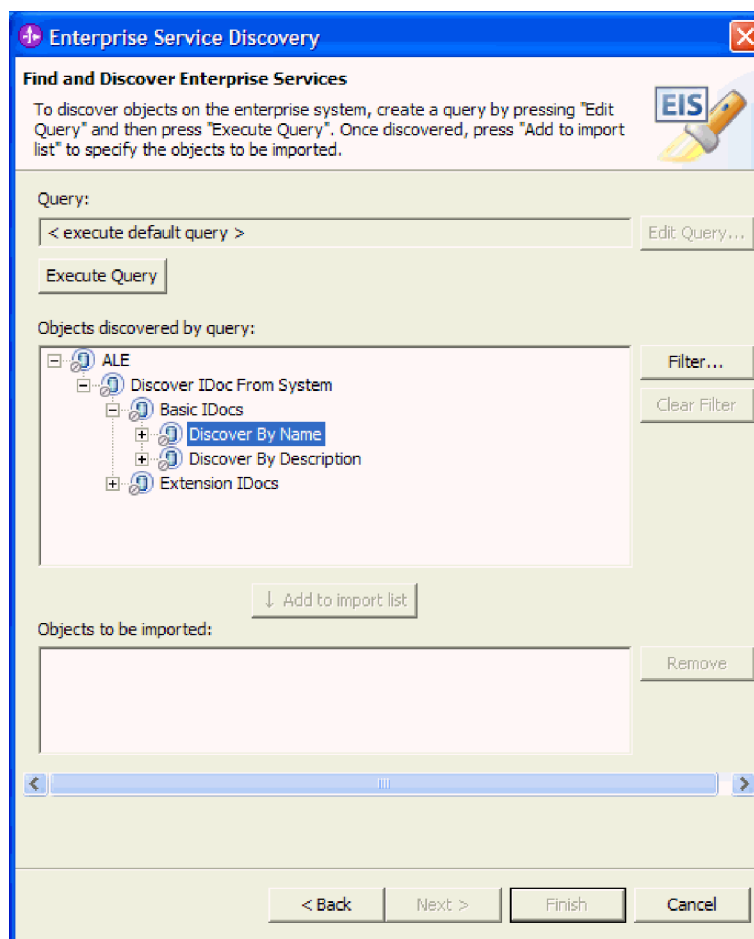 Enterprise Service Discovery
Find and Discover Enterprise Services
To discover objects on the enterprise system, create a query by pressing "Edit
Query" and then press "Execute Query". Once discovered, press "Add to import
list" to specify the objects to be imported.
EIS
Query:
< execute default query >
Edit Query...
Execute Query
Objects discovered by query:
ALE
Discover IDoc From System
Basic IDocs
Discover By Name
Discover By Description
Extension IDocs
Filter...
Clear Filter
↓ Add to import list
Objects to be imported:
Remove
< Back
Next >
Finish
Cancel